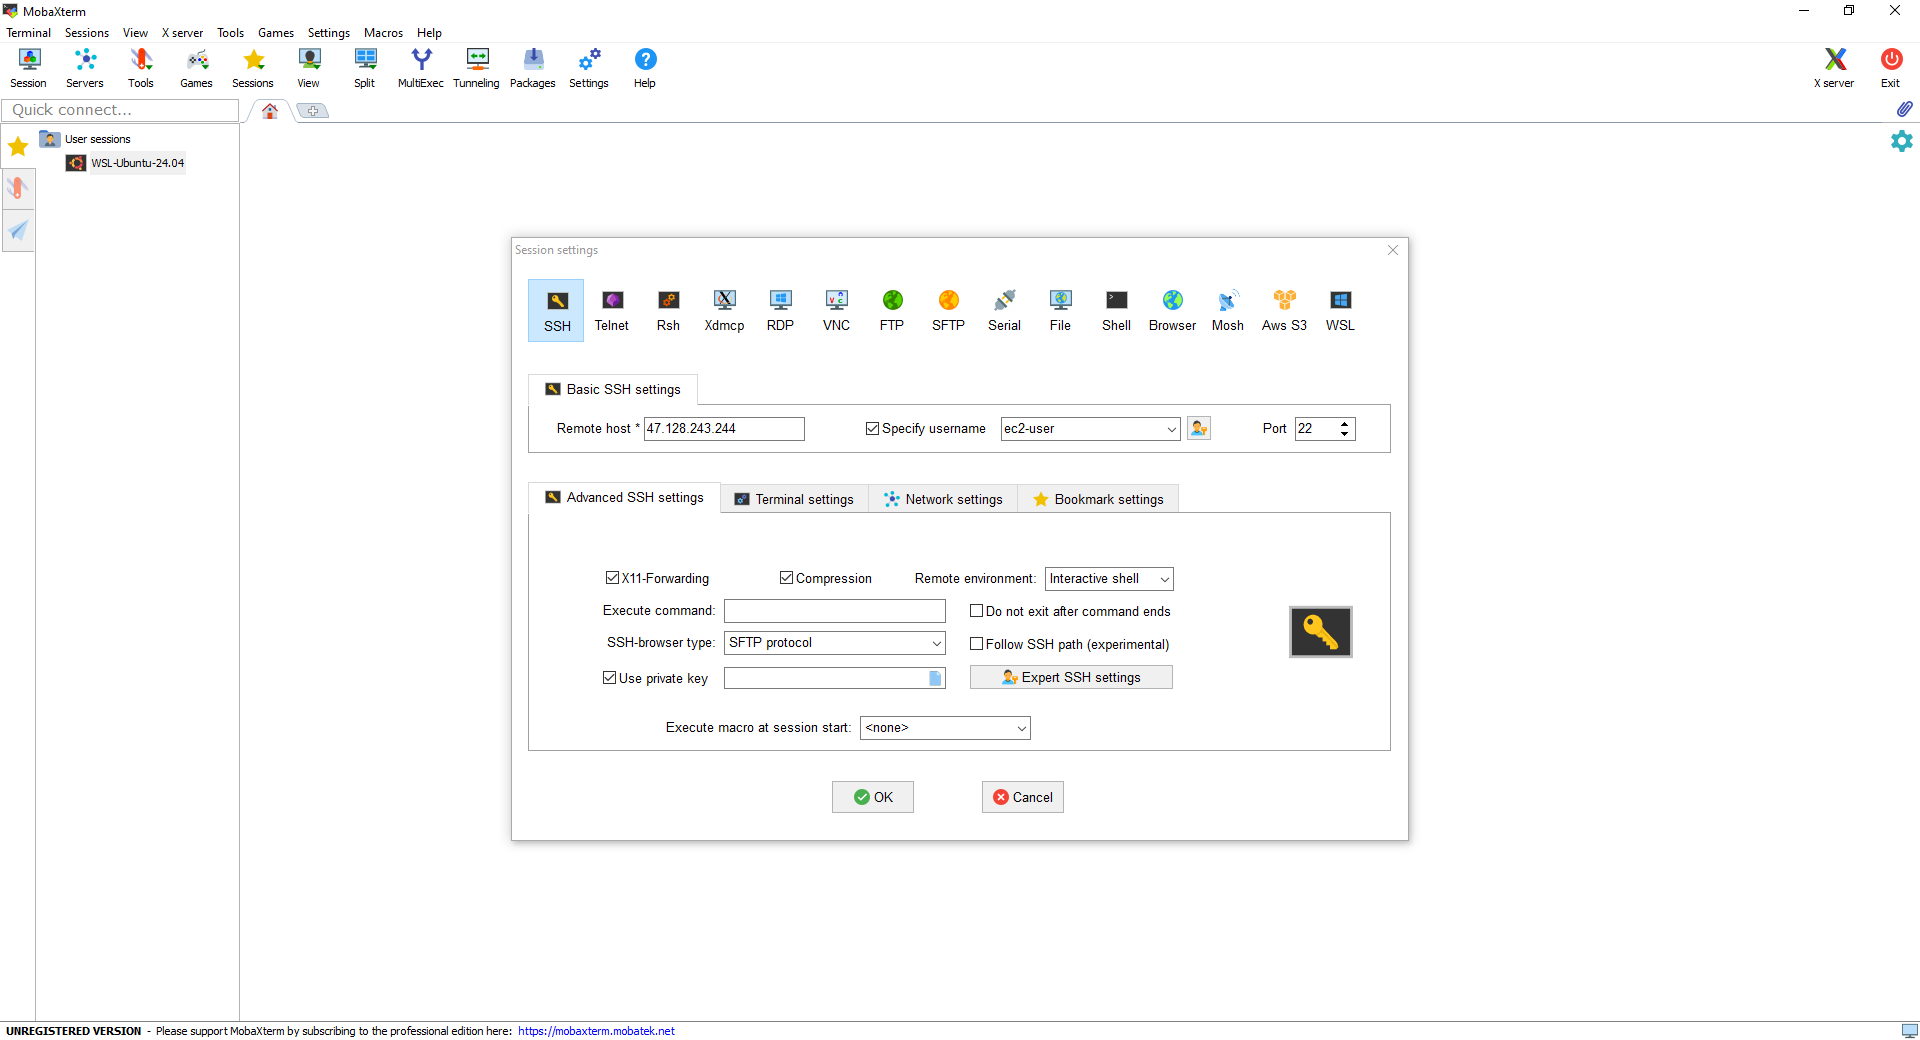 MobaXterm
Terminal Sessions View X server Tools Games Settings Macros Help
Session Servers Tools Games Sessions View Split MultiExec Tunneling Packages Settings Help X server Exit
Quick connect...
User sessions
WSL-Ubuntu-24.04
Session settings
SSH Telnet Rsh Xdmcp RDP VNC FTP SFTP Serial File Shell Browser Mosh Aws S3 WSL
Basic SSH settings
Remote host * 47.128.243.244 Specify username ec2-user Port 22
Advanced SSH settings Terminal settings Network settings Bookmark settings
X11-Forwarding Compression Remote environment: Interactive shell
Execute command: Do not exit after command ends
SSH-browser type: SFTP protocol Follow SSH path (experimental)
Use private key Expert SSH settings
Execute macro at session start: <none>
OK Cancel
UNREGISTERED VERSION - Please support MobaXterm by subscribing to the professional edition here: https://mobaxterm.mobatek.net